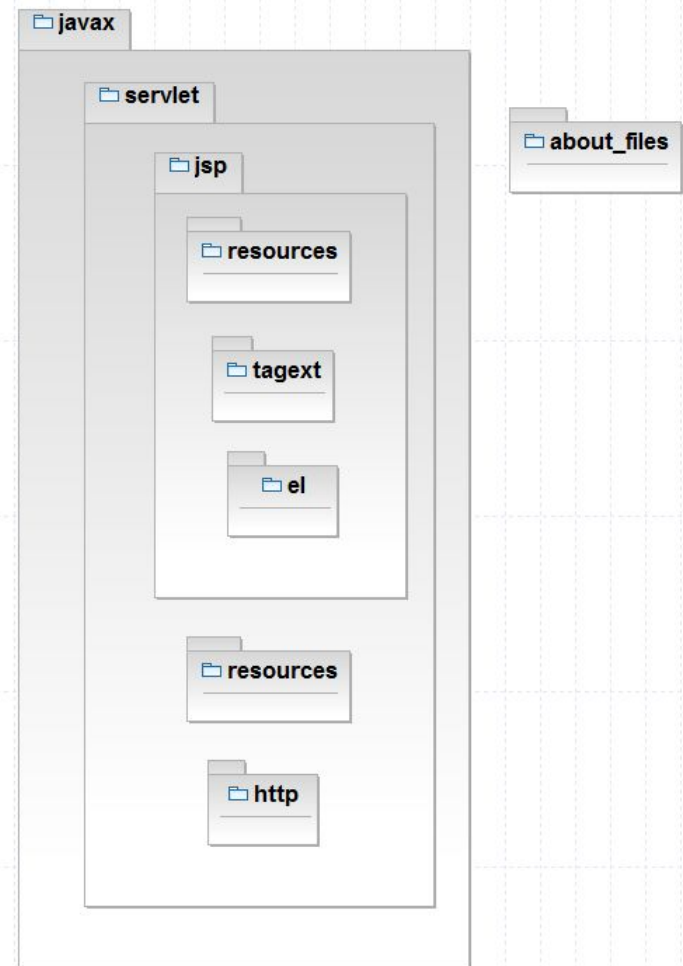 javax
servlet
about_files
jsp
resources
tagext
el
resources
http